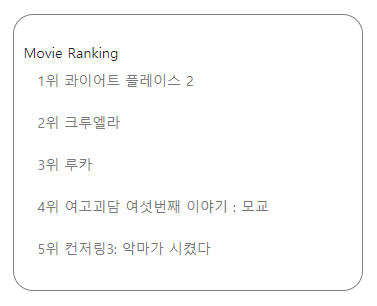 Movie Ranking
1위 콰이어트 플레이스 2
2위 크루엘라
3위 루카
4위 여고괴담 여섯번째 이야기 : 모교
5위 컨저링3: 악마가 시켰다